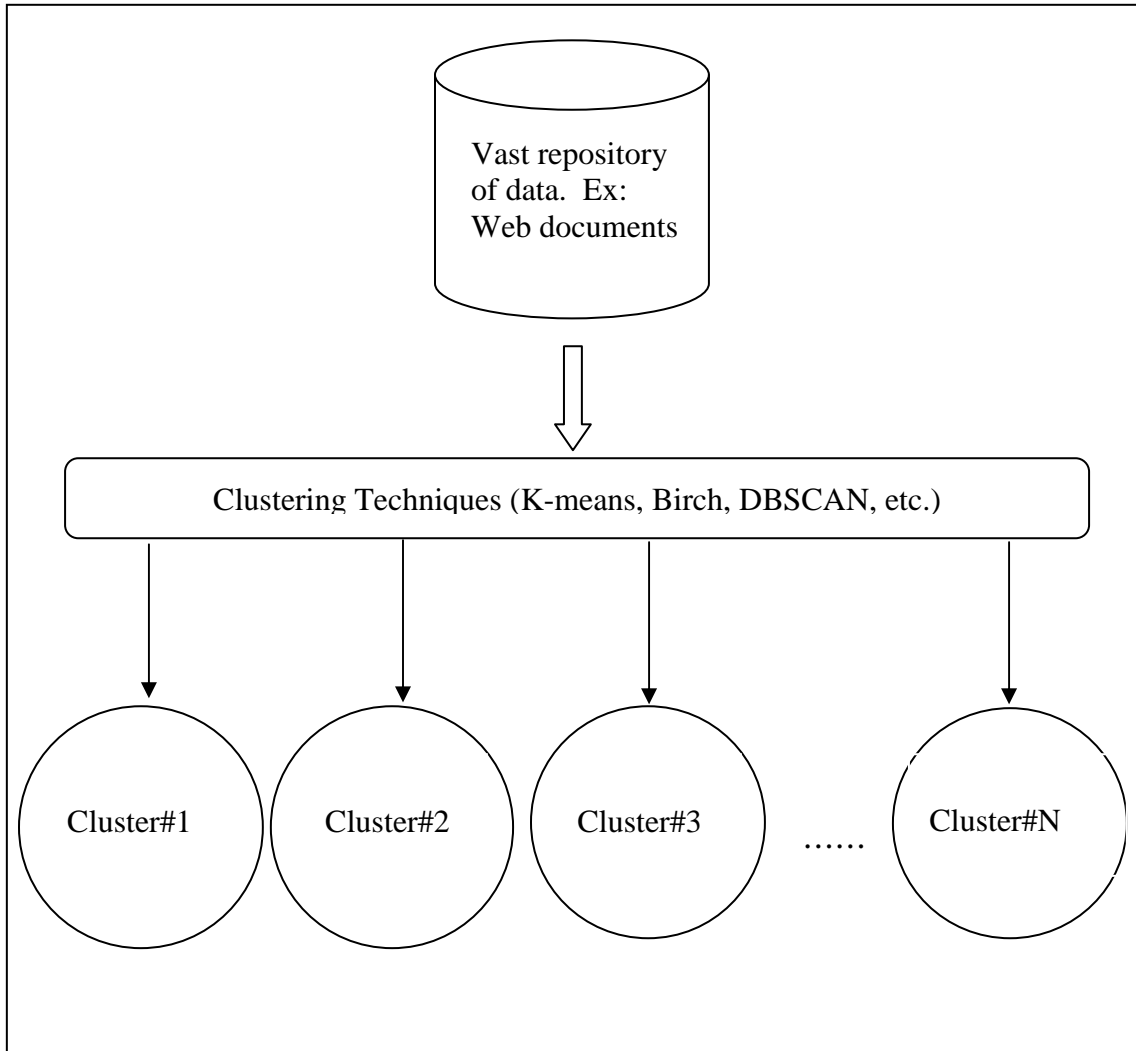 Vast repository
of data.  Ex:
Web documents
Clustering Techniques (K-means, Birch, DBSCAN, etc.)
Cluster#1
Cluster#2
Cluster#3
……
Cluster#N